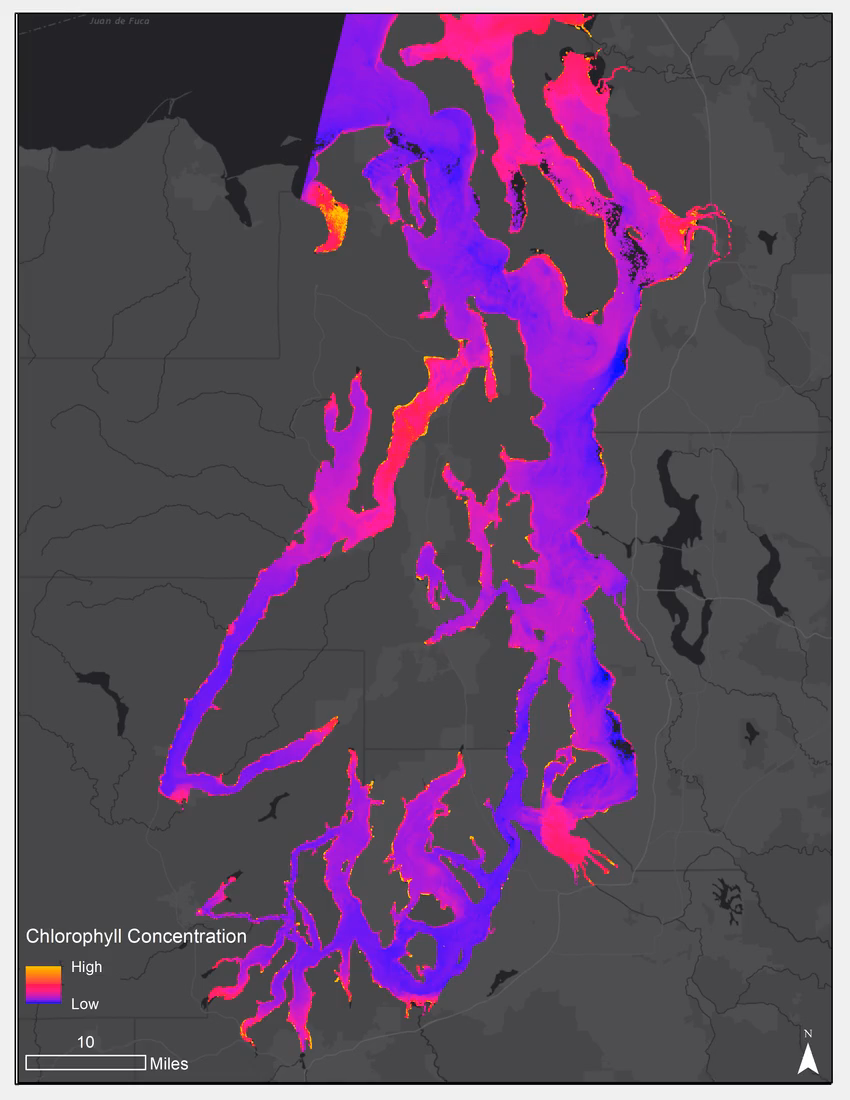 Juan de Fuca
Chlorophyll Concentration
High
Low
10
Miles
N